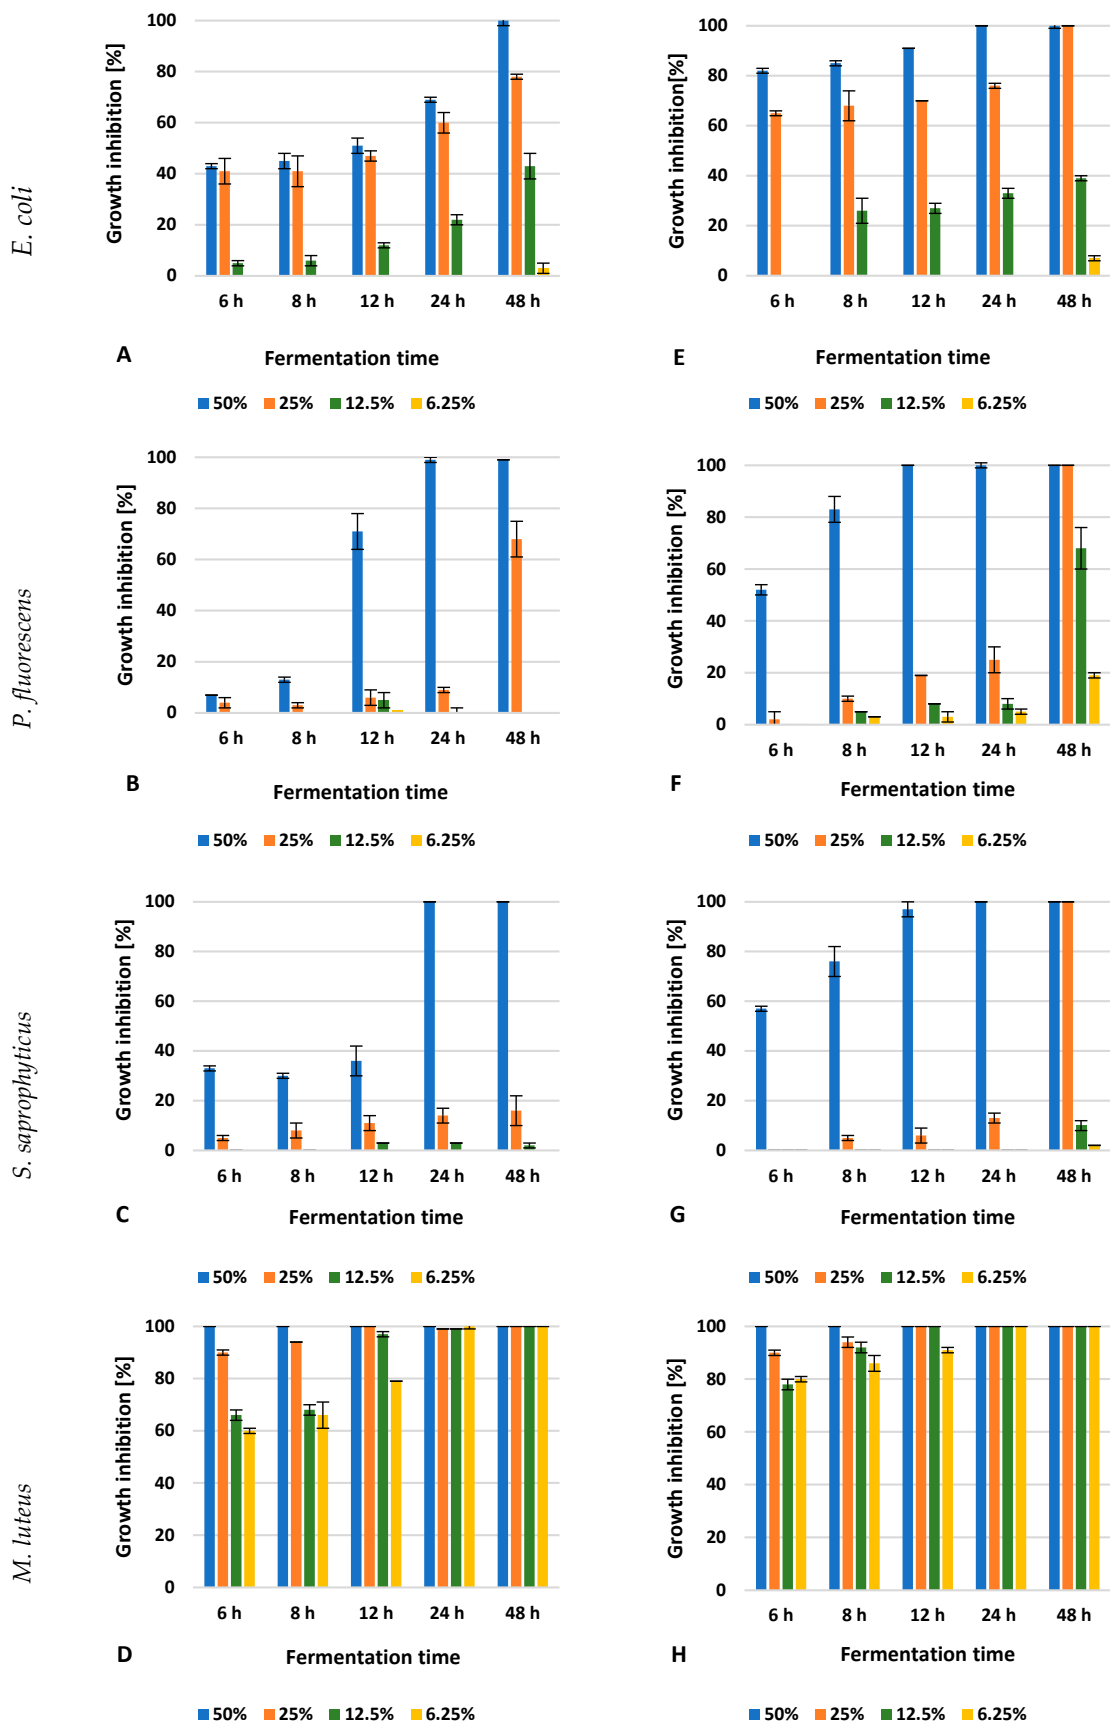 E. coli
Growth inhibition [%]
100
80
60
40
20
0
6 h 8 h 12 h 24 h 48 h
A Fermentation time
50% 25% 12.5% 6.25%
Growth inhibition[%]
100
80
60
40
20
0
6 h 8 h 12 h 24 h 48 h
E Fermentation time
50% 25% 12.5% 6.25%
P. fluorescens
Growth inhibition [%]
100
80
60
40
20
0
6 h 8 h 12 h 24 h 48 h
B Fermentation time
50% 25% 12.5% 6.25%
Growth inhibition [%]
100
80
60
40
20
0
6 h 8 h 12 h 24 h 48 h
F Fermentation time
50% 25% 12.5% 6.25%
S. saprophyticus
Growth inhibition [%]
100
80
60
40
20
0
6 h 8 h 12 h 24 h 48 h
C Fermentation time
50% 25% 12.5% 6.25%
Growth inhibition [%]
100
80
60
40
20
0
6 h 8 h 12 h 24 h 48 h
G Fermentation time
50% 25% 12.5% 6.25%
M. luteus
Growth inhibition [%]
100
80
60
40
20
0
6 h 8 h 12 h 24 h 48 h
D Fermentation time
50% 25% 12.5% 6.25%
Growth inhibition [%]
100
80
60
40
20
0
6 h 8 h 12 h 24 h 48 h
H Fermentation time
50% 25% 12.5% 6.25%